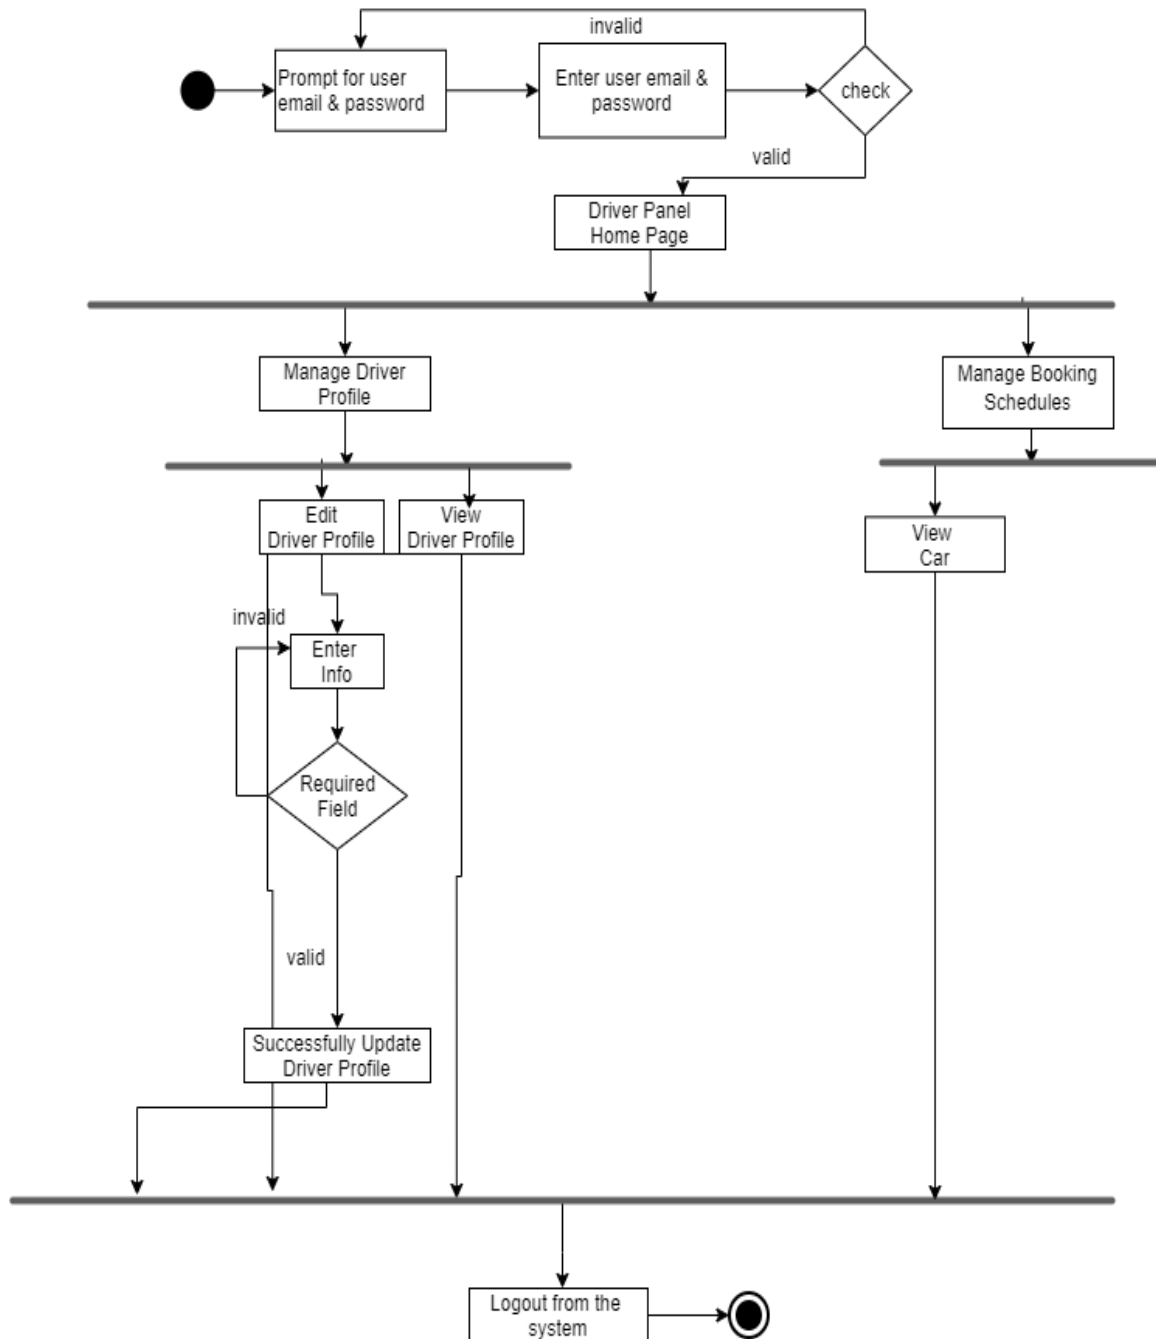 invalid
Prompt for user
email & password
Enter user email &
password
check
valid
Driver Panel
Home Page
Manage Driver
Profile
Manage Booking
Schedules
Edit
Driver Profile
View
Driver Profile
View
Car
invalid
Enter
Info
Required
Field
valid
Successfully Update
Driver Profile
Logout from the
system